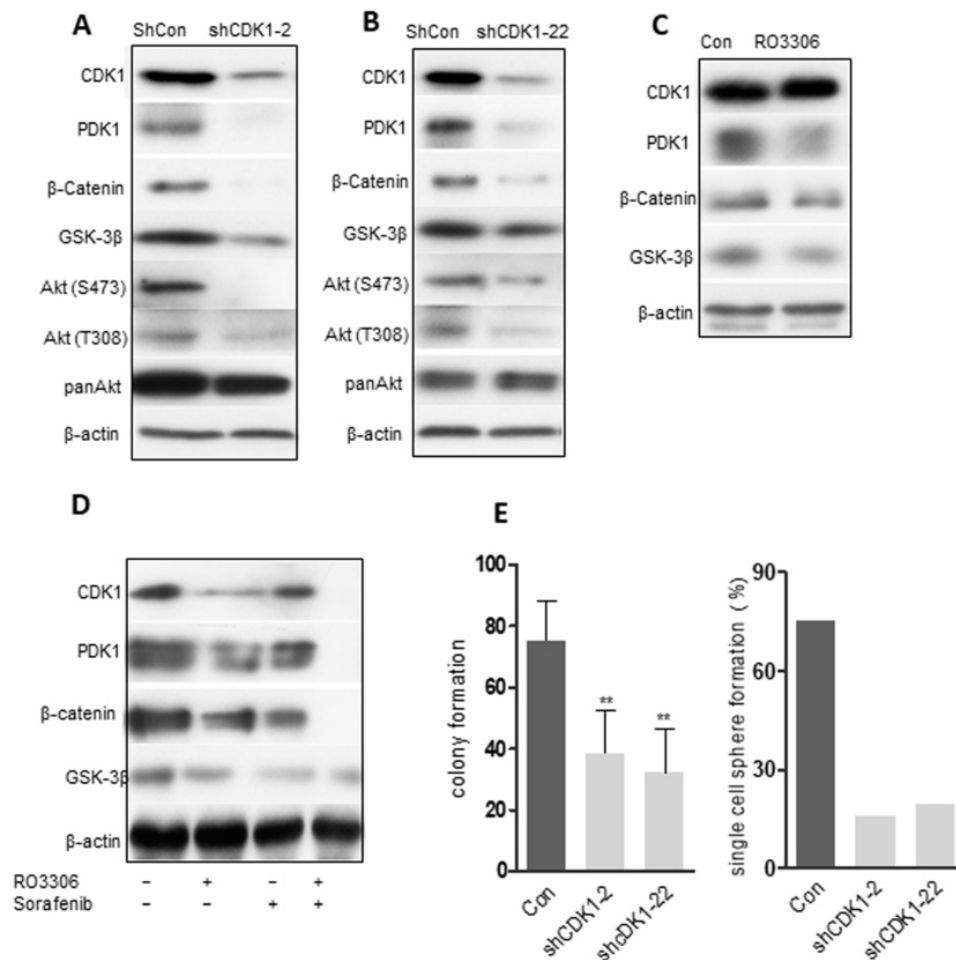 A
ShCon shCDK1-2
CDK1
PDK1
β-Catenin
GSK-3β
Akt (S473)
Akt (T308)
panAkt
β-actin
B
ShCon shCDK1-22
CDK1
PDK1
β-Catenin
GSK-3β
Akt (S473)
Akt (T308)
panAkt
β-actin
C
Con RO3306
CDK1
PDK1
β-Catenin
GSK-3β
β-actin
D
CDK1
PDK1
β-catenin
GSK-3β
β-actin
RO3306 - + - +
Sorafenib - - + +
E
colony formation
100
80
60
40
20
0
**
**
Con
shCDK1-2
shcDK1-22
single cell sphere formation (%)
90
60
30
0
Con
shCDK1-2
shCDK1-22